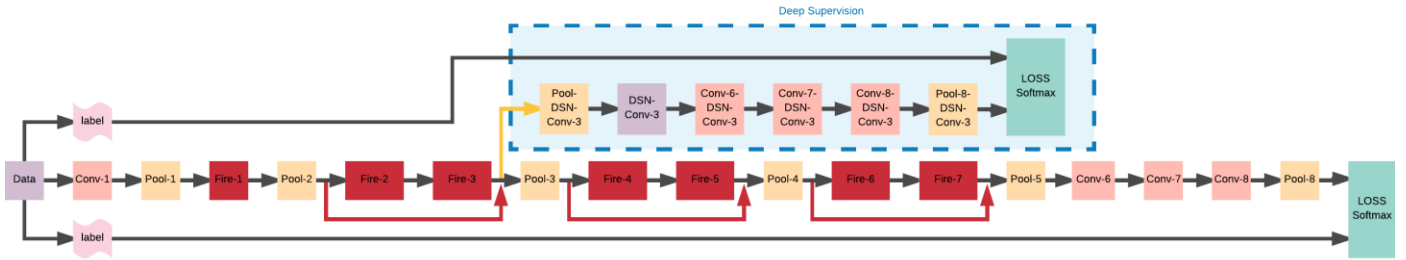 Deep Supervision
LOSS
Softmax
Pool-
DSN-
Conv-3
DSN-
Conv-3
Conv-6-
DSN-
Conv-3
Conv-7-
DSN-
Conv-3
Conv-8-
DSN-
Conv-3
Pool-8-
DSN-
Conv-3
label
Data
Conv-1
Pool-1
Fire-1
Pool-2
Fire-2
Fire-3
Pool-3
Fire-4
Fire-5
Pool-4
Fire-6
Fire-7
Pool-5
Conv-6
Conv-7
Conv-8
Pool-8
LOSS
Softmax
label